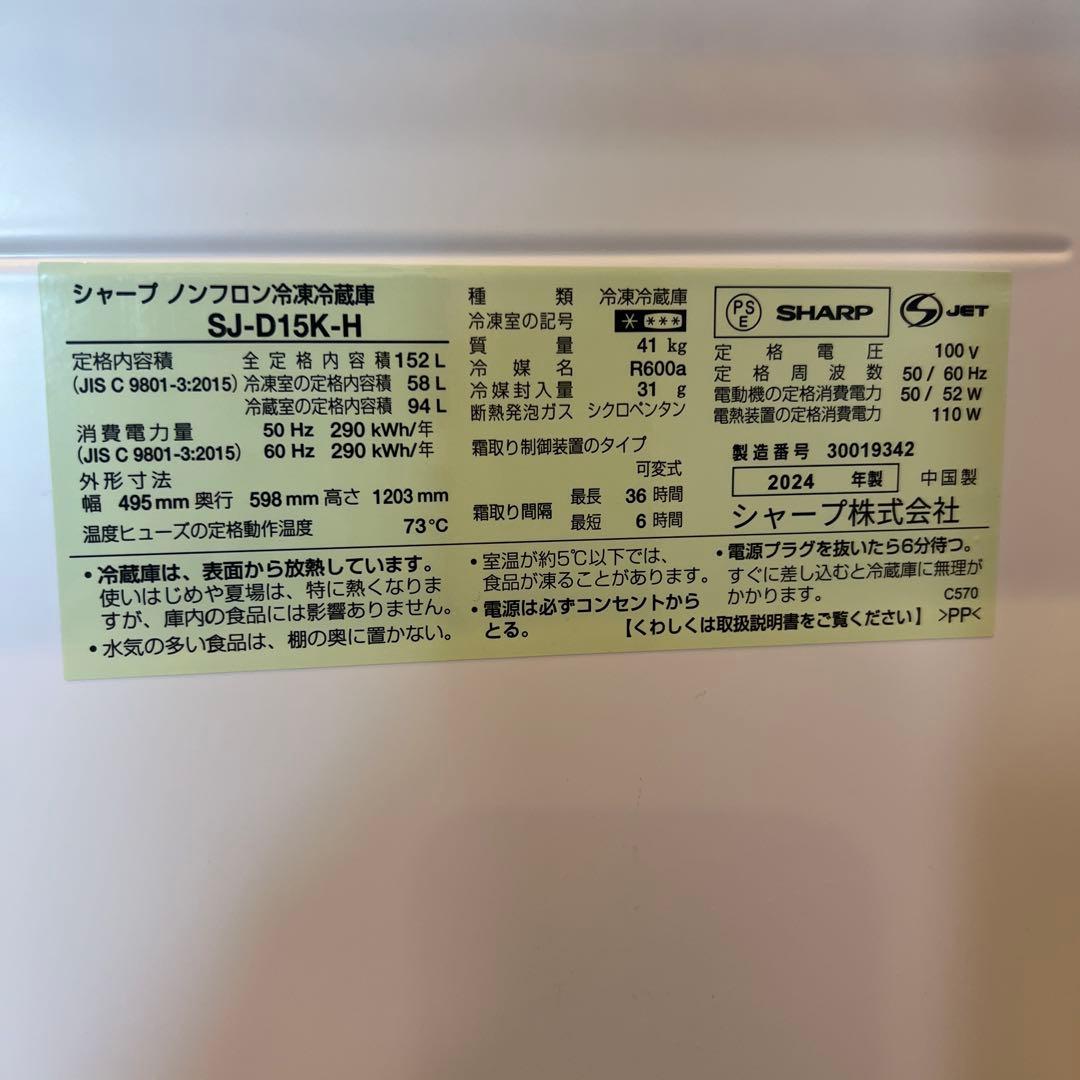 シャープ ノンフロン冷凍冷蔵庫
SJ-D15K-H
定格内容積 全定格内容積 152 L
(JIS C 9801-3:2015) 冷凍室の定格内容積 58 L
冷蔵室の定格内容積 94 L
消費電力量 50 Hz 290 kWh/年
(JIS C 9801-3:2015) 60 Hz 290 kWh/年
外形寸法
幅 495 mm 奥行 598 mm 高さ 1203 mm
温度ヒューズの定格動作温度 73℃
種類 冷凍冷蔵庫
冷凍室の記号 * ***
質量 41 kg
冷媒名 R600a
冷媒封入量 31 g
断熱発泡ガス シクロペンタン
霜取り制御装置のタイプ
可変式
霜取り間隔 最長 36 時間
最短 6 時間
PSE SHARP S JET
定格電圧 100 V
定格周波数 50 / 60 Hz
電動機の定格消費電力 50 / 52 W
電熱装置の定格消費電力 110 W
製造番号 30019342
2024 年製 中国製
シャープ株式会社
・冷蔵庫は、表面から放熱しています。
使いはじめや夏場は、特に熱くなりま
すが、庫内の食品には影響ありません。
・水気の多い食品は、棚の奥に置かない。
・室温が約5℃以下では、
食品が凍ることがあります。
・電源は必ずコンセントから
とる。
・電源プラグを抜いたら6分待つ。
すぐに差し込むと冷蔵庫に無理が
かかります。 C570
【くわしくは取扱説明書をご覧ください】 >PP<